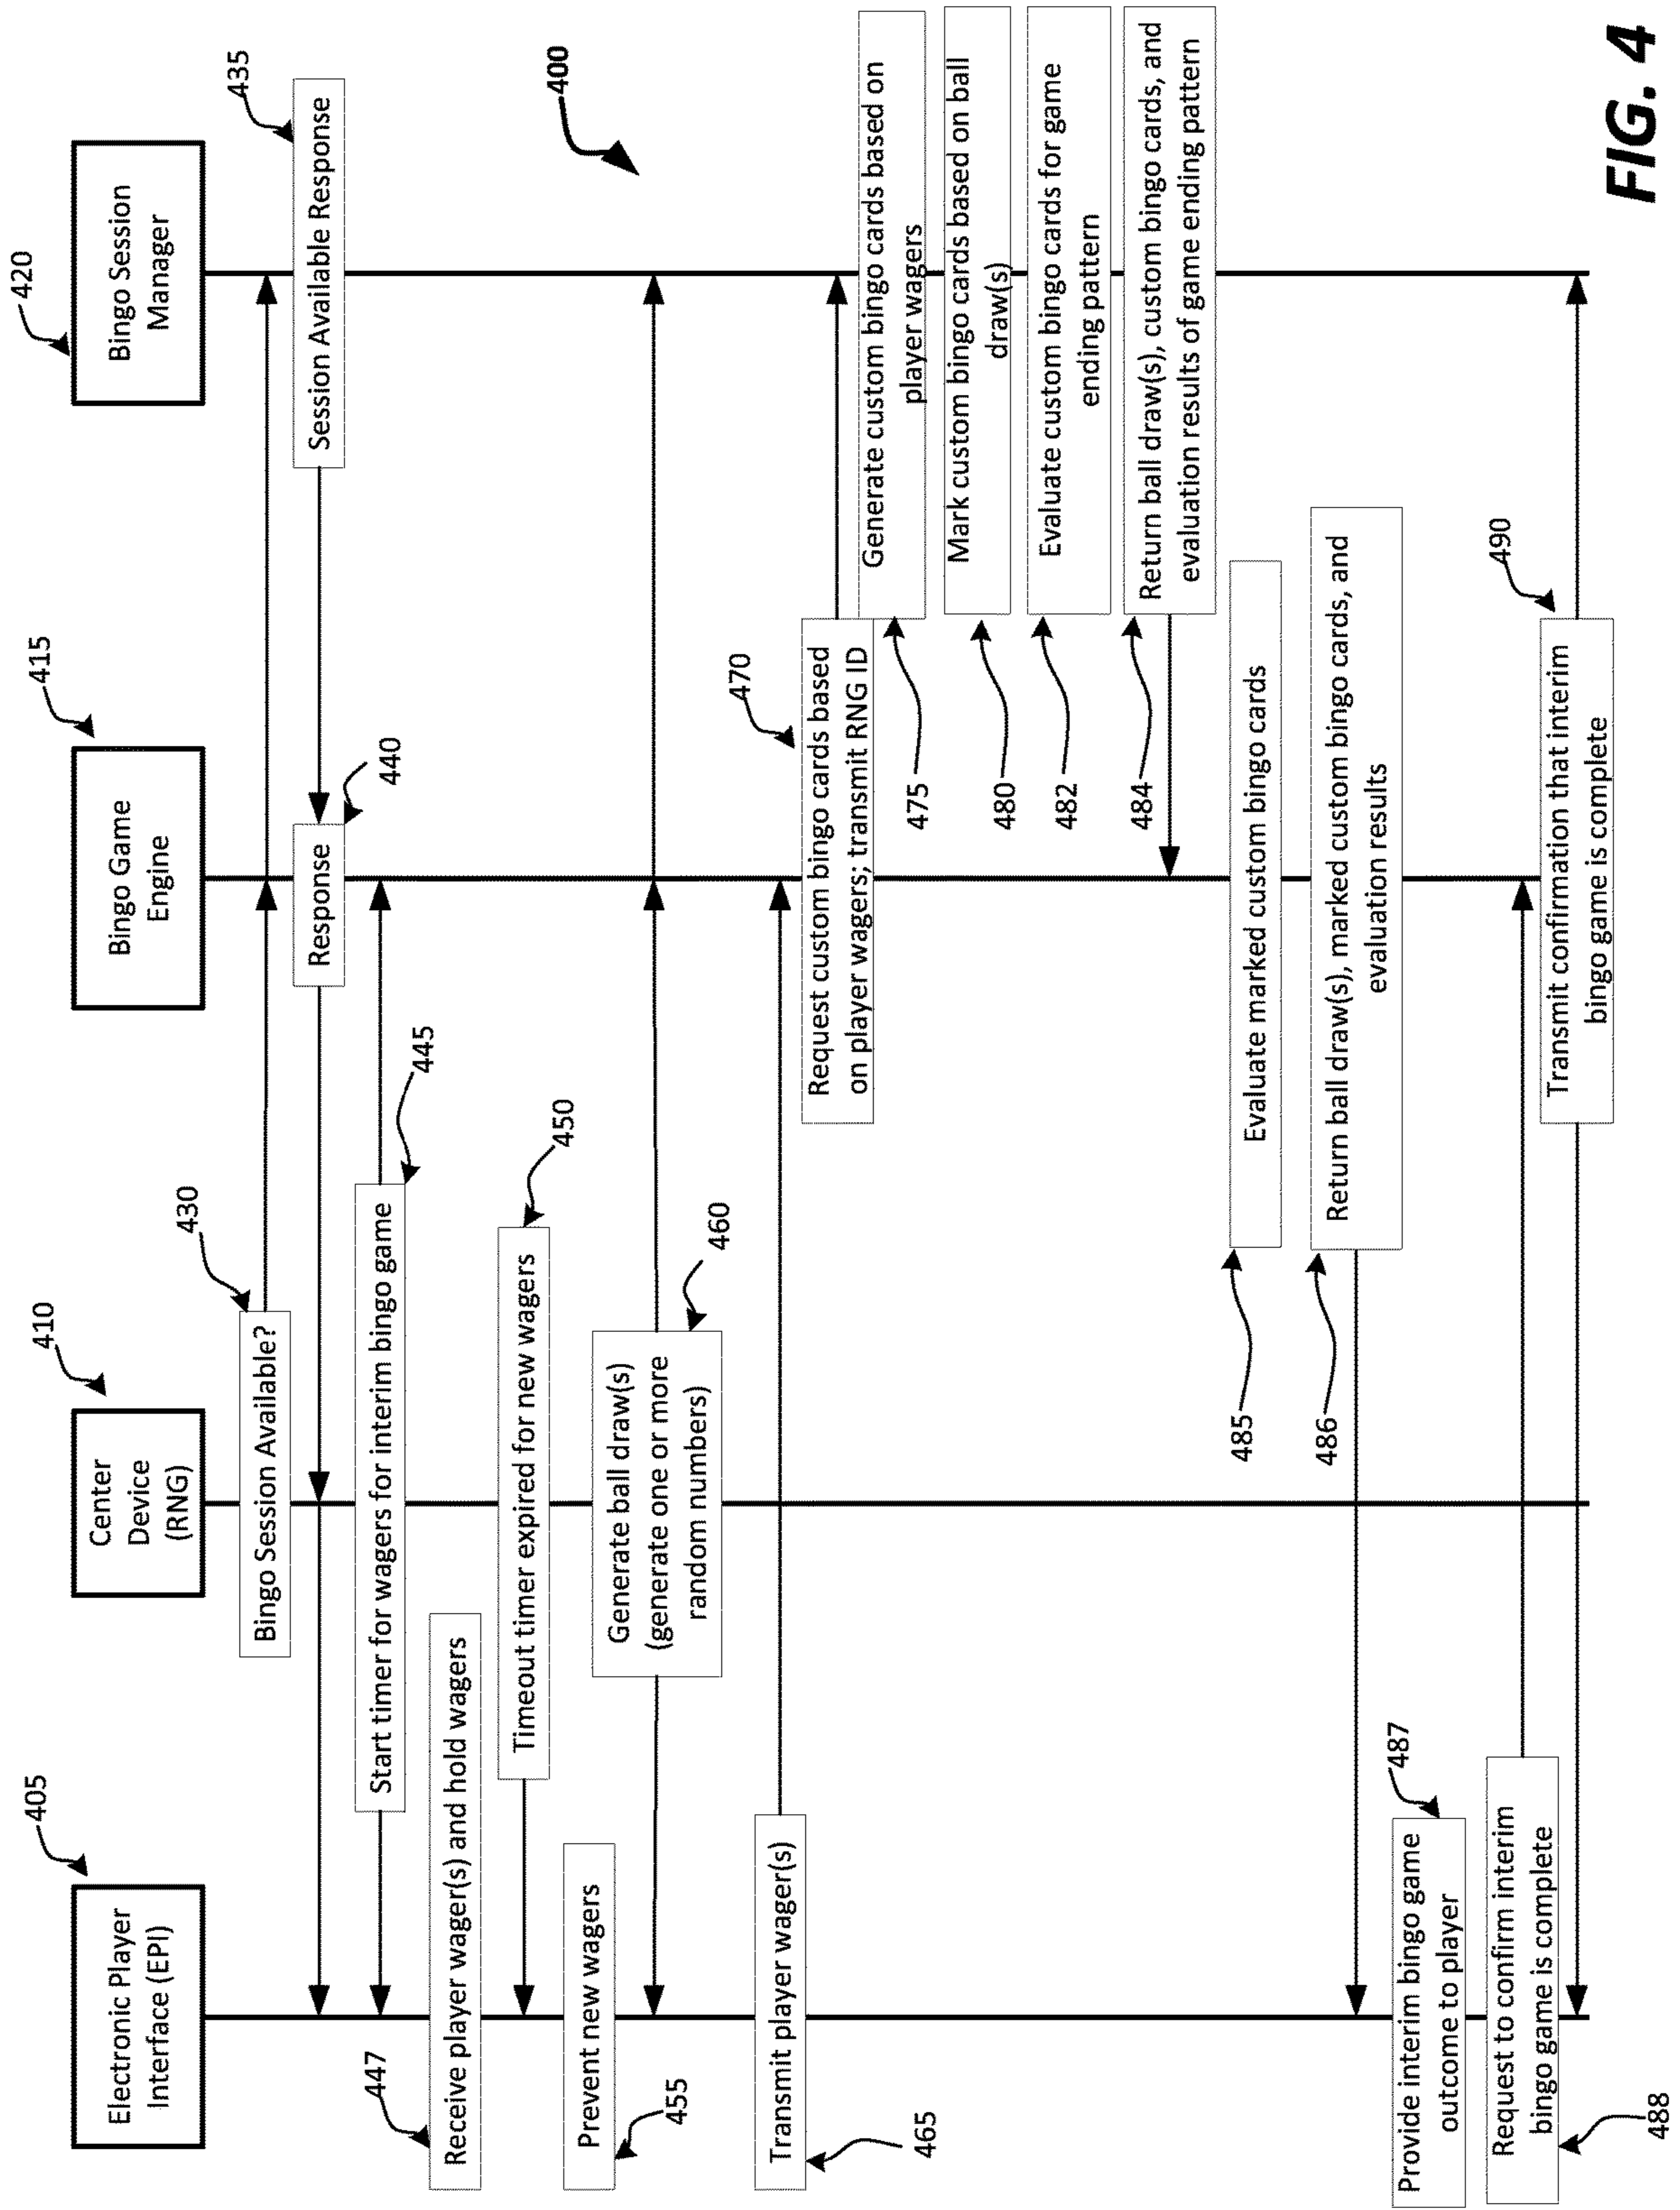 405
Electronic Player
Interface (EPI)
410
Center
Device
(RNG)
415
Bingo Game
Engine
420
Bingo Session
Manager
430
Bingo Session Available?
435
Session Available Response
440
Response
445
Start timer for wagers for interim bingo game
447
Receive player wager(s) and hold wagers
450
Timeout timer expired for new wagers
400
455
Prevent new wagers
460
Generate ball draw(s)
(generate one or more
random numbers)
465
Transmit player wager(s)
470
Request custom bingo cards based
on player wagers; transmit RNG ID
475
Generate custom bingo cards based on
player wagers
480
Mark custom bingo cards based on ball
draw(s)
482
Evaluate custom bingo cards for game
ending pattern
484
Return ball draw(s), custom bingo cards, and
evaluation results of game ending pattern
485
Evaluate marked custom bingo cards
486
Return ball draw(s), marked custom bingo cards, and
evaluation results
487
Provide interim bingo game
outcome to player
488
Request to confirm interim
bingo game is complete
490
Transmit confirmation that interim
bingo game is complete
FIG. 4